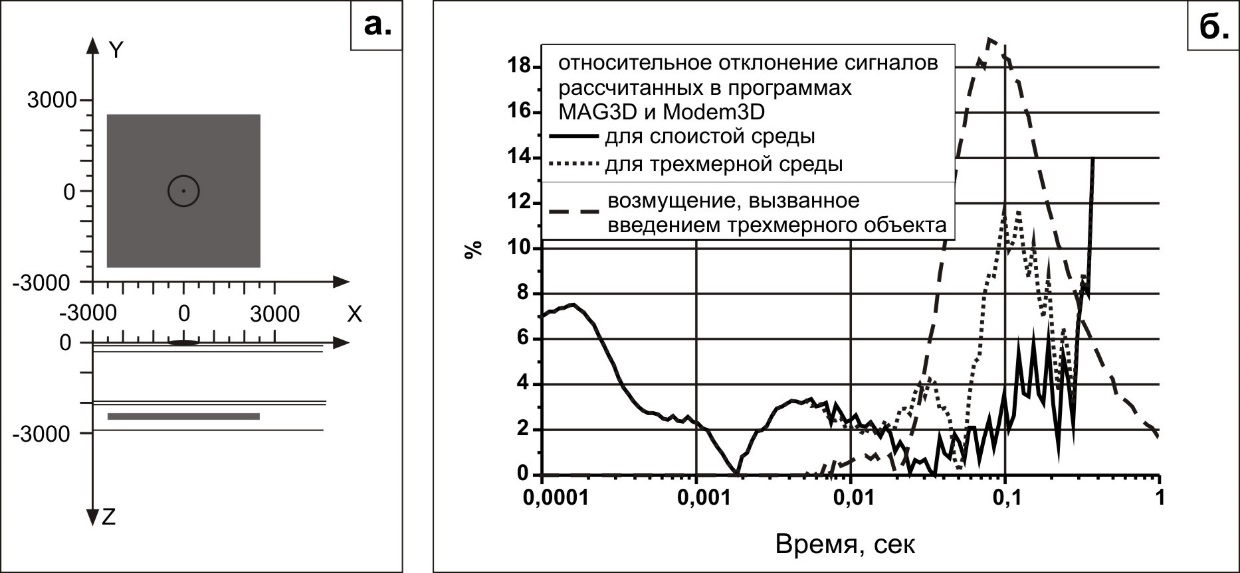 а.
Y
3000
0
-3000
-3000
0
3000
X
0
-3000
Z
б.
относительное отклонение сигналов
рассчитанных в программах
MAG3D и Modem3D
для слоистой среды
для трехмерной среды
возмущение, вызванное
введением трехмерного объекта
%
18
16
14
12
10
8
6
4
2
0
0,0001
0,001
0,01
0,1
1
Время, сек